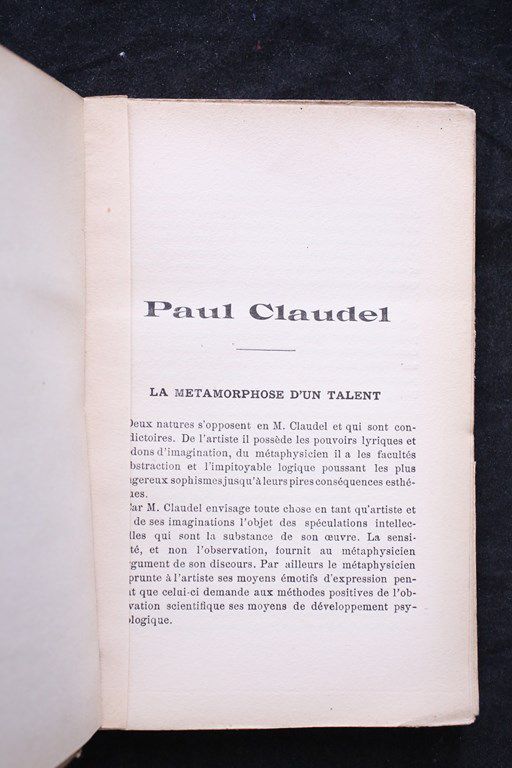 Paul Claudel
LA METAMORPHOSE D'UN TALENT
Deux natures s'opposent en M. Claudel et qui sont con-
dictoires. De l'artiste il possède les pouvoirs lyriques et
dons d'imagination, du métaphysicien il a les facultés
bstraction et l'impitoyable logique poussant les plus
ngereux sophismes jusqu'à leurs pires conséquences esthé-
ues.
Car M. Claudel envisage toute chose en tant qu'artiste et
de ses imaginations l'objet des spéculations intellec-
lles qui sont la substance de son œuvre. La sensi-
té, et non l'observation, fournit au métaphysicien
gument de son discours. Par ailleurs le métaphysicien
prunte à l'artiste ses moyens émotifs d'expression pen-
nt que celui-ci demande aux méthodes positives de l'ob-
vation scientifique ses moyens de développement psy-
ologique.